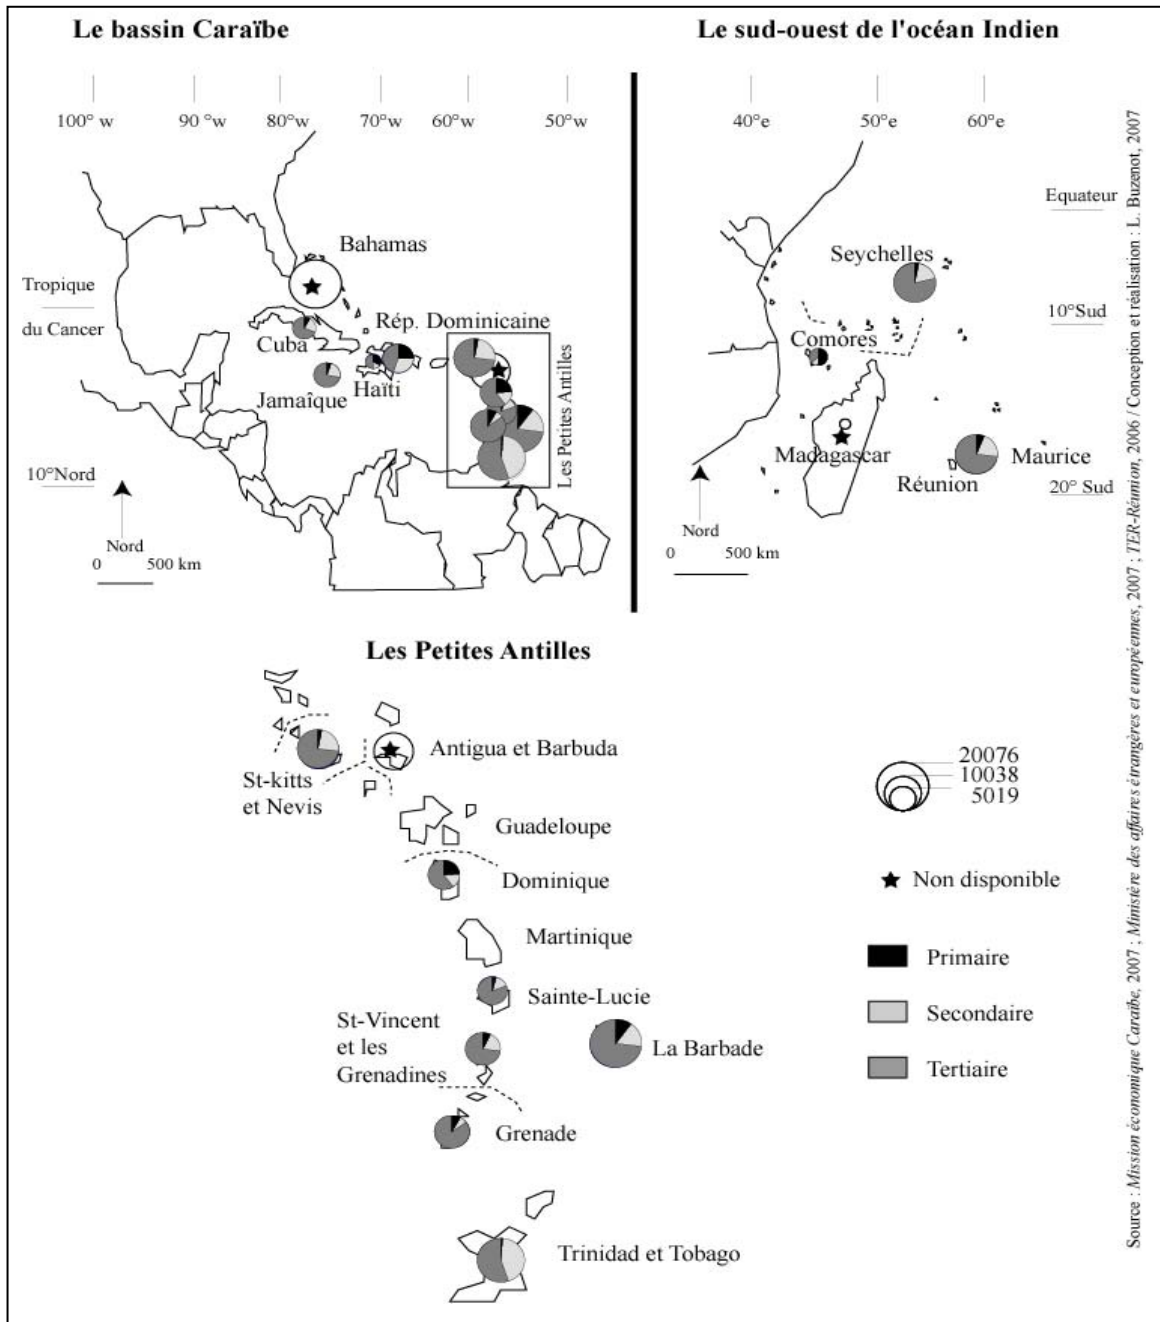 Le bassin Caraïbe
Le sud-ouest de l'océan Indien
100° w
90 ° w
80° w
70° w
60° w
50° w
40°e
50°e
60°e
Equateur
Bahamas
Seychelles
Tropique
du Cancer
Rép. Dominicaine
10°Sud
Cuba
Comores
Haïti
Jamaîque
Les Petites Antilles
Madagascar
Maurice
Réunion
10°Nord
20° Sud
Nord
Nord
0 500 km
0 500 km
Les Petites Antilles
Antigua et Barbuda
20076
10038
5019
St-kitts
et Nevis
Guadeloupe
Dominique
Non disponible
Martinique
Primaire
Sainte-Lucie
Secondaire
St-Vincent
et les
Grenadines
La Barbade
Tertiaire
Grenade
Trinidad et Tobago
Source : Mission économique Caraïbe, 2007 ; Ministère des affaires étrangères et européennes, 2007 ; TER-Réunion, 2006 / Conception et réalisation : L. Buzenot, 2007